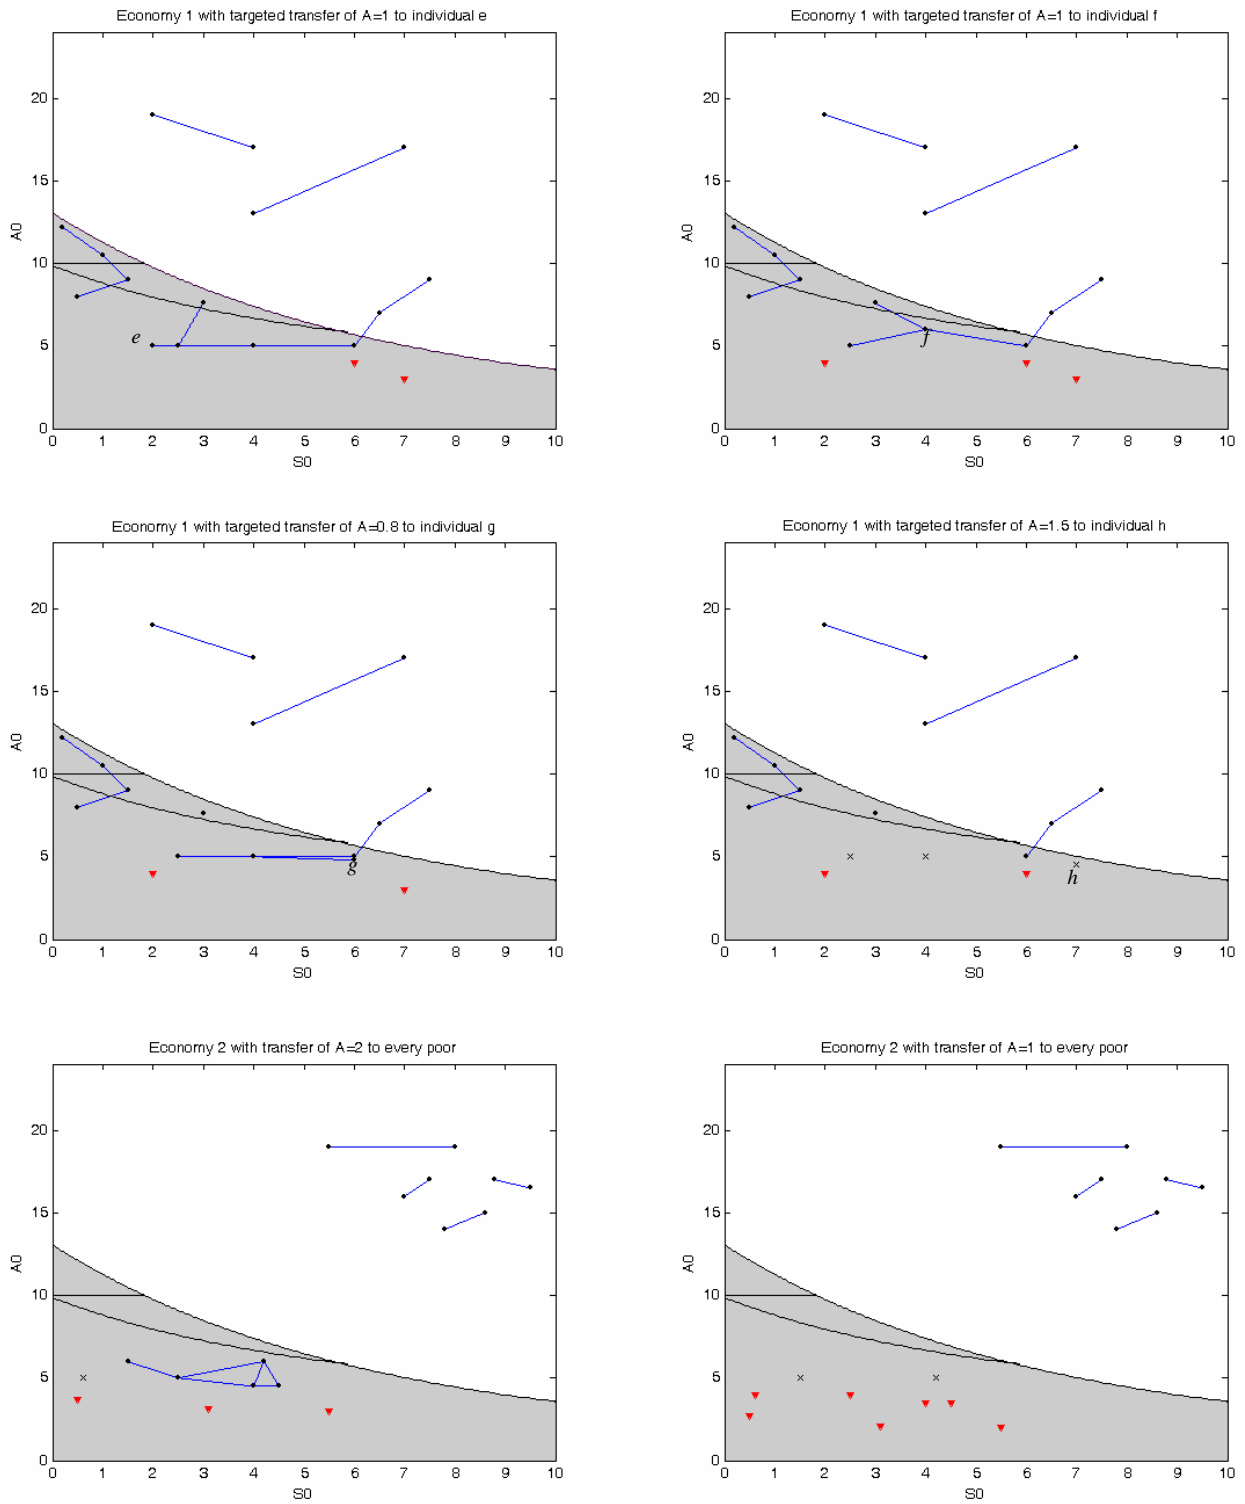 Economy 1 with targeted transfer of A=1 to individual e
20
15
10
5
0
A0
e
0 1 2 3 4 5 6 7 8 9 10
S0
Economy 1 with targeted transfer of A=1 to individual f
20
15
10
5
0
A0
f
0 1 2 3 4 5 6 7 8 9 10
S0
Economy 1 with targeted transfer of A=0.8 to individual g
20
15
10
5
0
A0
g
0 1 2 3 4 5 6 7 8 9 10
S0
Economy 1 with targeted transfer of A=1.5 to individual h
20
15
10
5
0
A0
h
0 1 2 3 4 5 6 7 8 9 10
S0
Economy 2 with transfer of A=2 to every poor
20
15
10
5
0
A0
0 1 2 3 4 5 6 7 8 9 10
S0
Economy 2 with transfer of A=1 to every poor
20
15
10
5
0
A0
0 1 2 3 4 5 6 7 8 9 10
S0